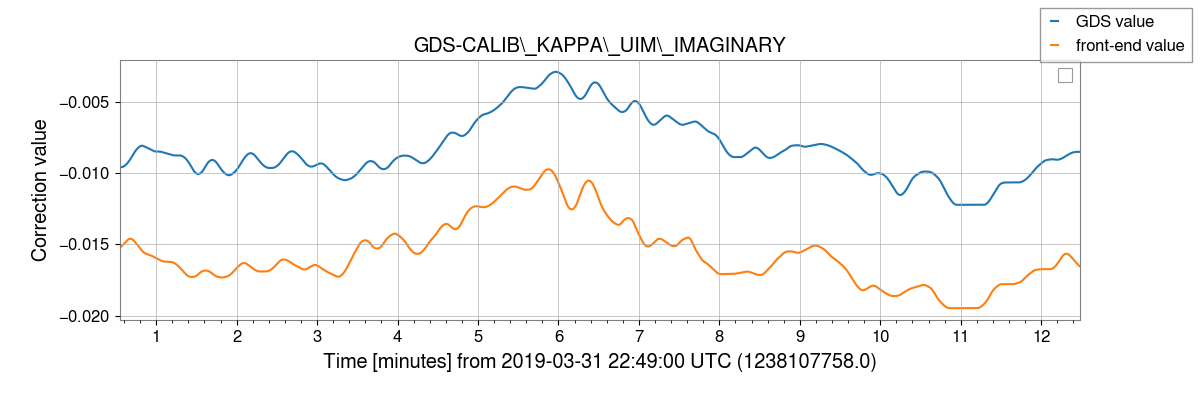 GDS value
front-end value
GDS-CALIB\_KAPPA\_UIM\_IMAGINARY
Correction value
−0.005
−0.010
−0.015
−0.020
1 2 3 4 5 6 7 8 9 10 11 12
Time [minutes] from 2019-03-31 22:49:00 UTC (1238107758.0)